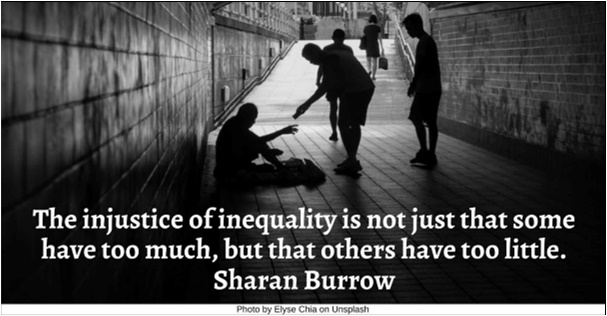 The injustice of inequality is not just that some
have too much, but that others have too little.
Sharan Burrow
Photo by Elyse Chia on Unsplash